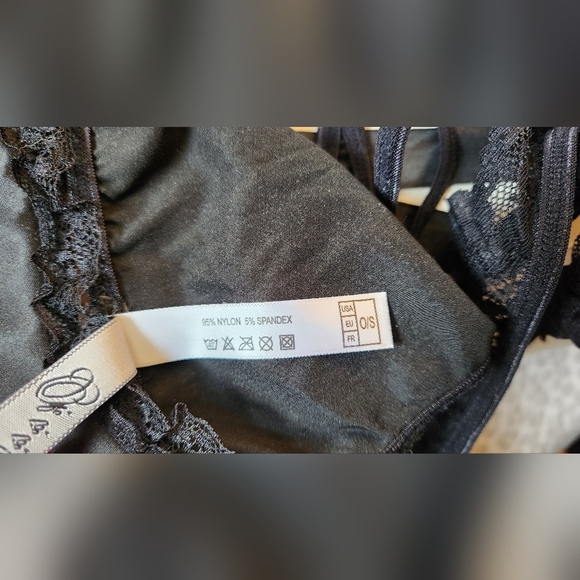 95% NYLON 5% SPANDEX
USA
EU
FR
O/S